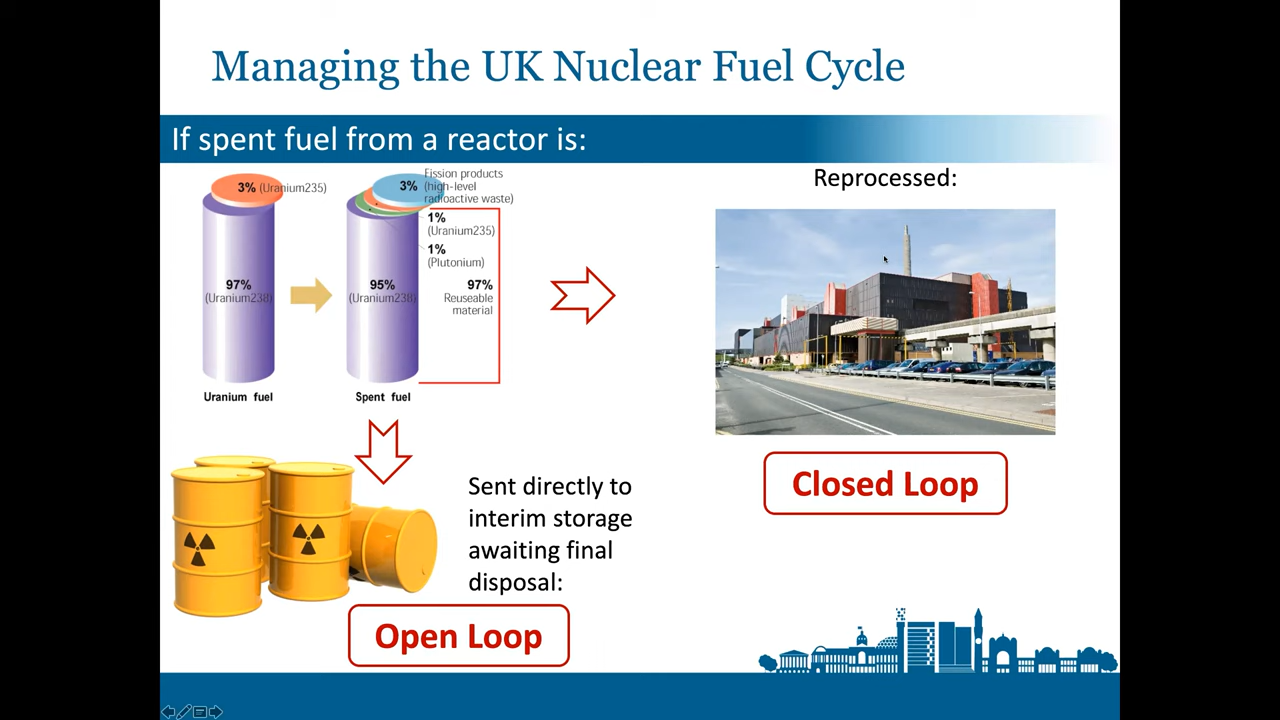 Managing the UK Nuclear Fuel Cycle
If spent fuel from a reactor is:
3% (Uranium235)
97%
(Uranium238)
Uranium fuel
3%
Fission products
(high-level
radioactive waste)
1%
(Uranium235)
1%
(Plutonium)
95%
(Uranium238)
97%
Reuseable
material
Spent fuel
Reprocessed:
Closed Loop
Sent directly to
interim storage
awaiting final
disposal:
Open Loop